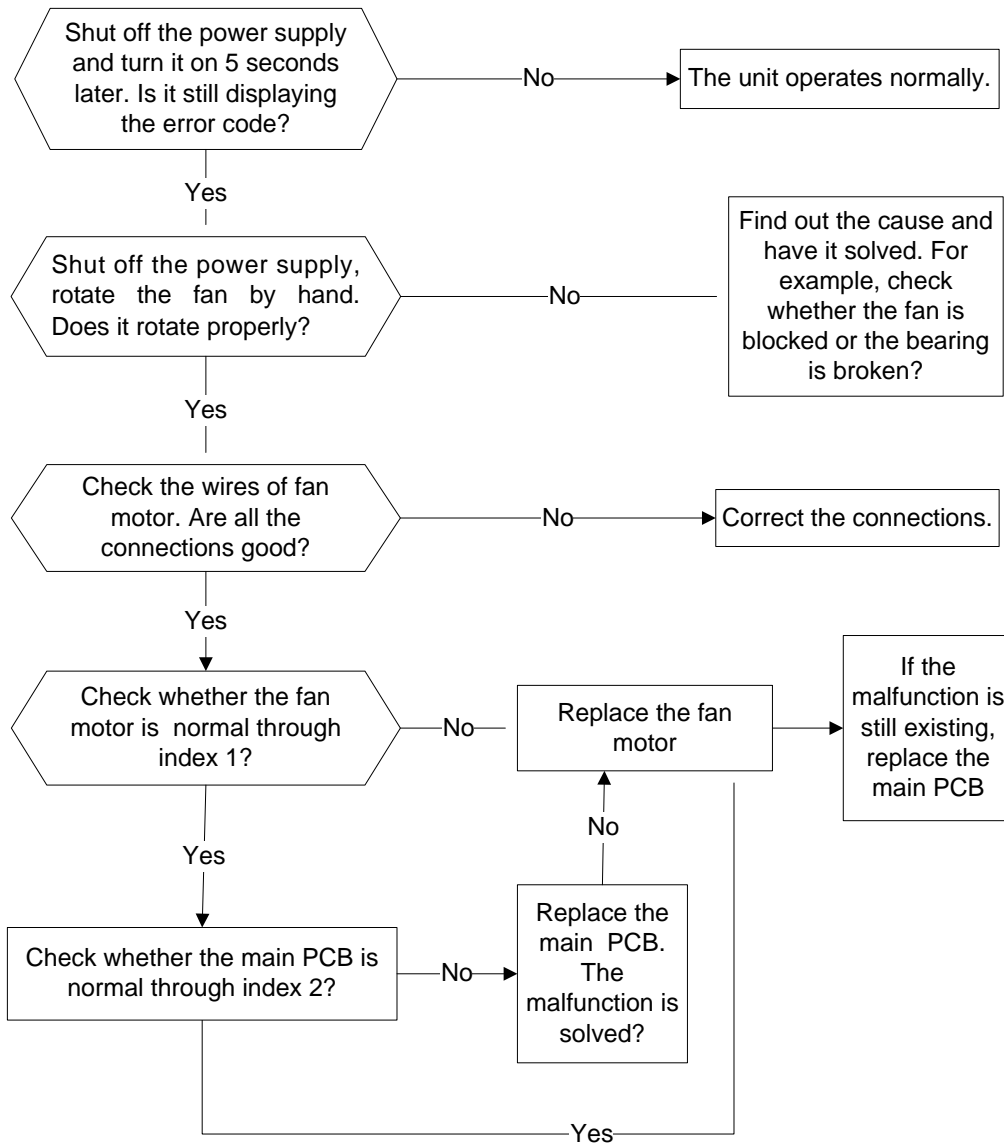 Shut off the power supply
and turn it on 5 seconds
later. Is it still displaying
the error code?
No
The unit operates normally.
Yes
Shut off the power supply,
rotate the fan by hand.
Does it rotate properly?
No
Find out the cause and
have it solved. For
example, check
whether the fan is
blocked or the bearing
is broken?
Yes
Check the wires of fan
motor. Are all the
connections good?
No
Correct the connections.
Yes
Check whether the fan
motor is normal through
index 1?
No
Replace the fan
motor
If the
malfunction is
still existing,
replace the
main PCB
Yes
No
Check whether the main PCB is
normal through index 2?
No
Replace the
main PCB.
The
malfunction is
solved?
Yes